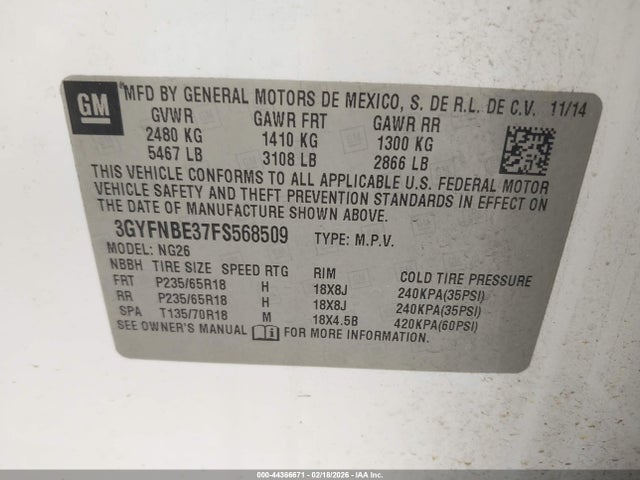 GM
*MFD BY GENERAL MOTORS DE MEXICO, S. DE R.L. DE C.V. 11/14
GVWR GAWR FRT GAWR RR
2480 KG 1410 KG 1300 KG
5467 LB 3108 LB 2866 LB
THIS VEHICLE CONFORMS TO ALL APPLICABLE U.S. FEDERAL MOTOR
VEHICLE SAFETY AND THEFT PREVENTION STANDARDS IN EFFECT ON
THE DATE OF MANUFACTURE SHOWN ABOVE.
3GYFNBE37FS568509 TYPE: M.P.V.
MODEL: NG26
NBBH TIRE SIZE SPEED RTG RIM COLD TIRE PRESSURE
FRT P235/65R18 H 18X8J 240KPA(35PSI)
RR P235/65R18 H 18X8J 240KPA(35PSI)
SPA T135/70R18 M 18X4.5B 420KPA(60PSI)
SEE OWNER'S MANUAL FOR MORE INFORMATION.
000-44366671 - 02/18/2026 - IAAI Inc.